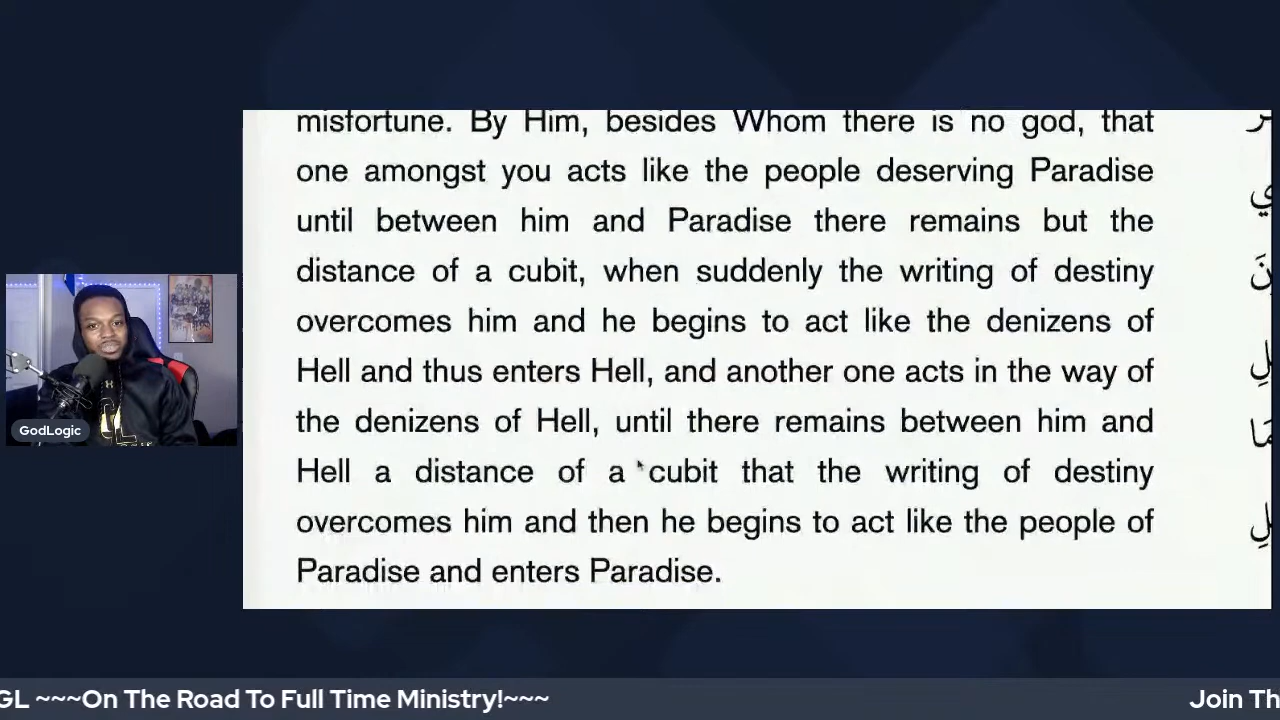 misfortune. By Him, besides Whom there is no god, that
one amongst you acts like the people deserving Paradise
until between him and Paradise there remains but the
distance of a cubit, when suddenly the writing of destiny
overcomes him and he begins to act like the denizens of
Hell and thus enters Hell, and another one acts in the way of
the denizens of Hell, until there remains between him and
Hell a distance of a cubit that the writing of destiny
overcomes him and then he begins to act like the people of
Paradise and enters Paradise.
GodLogic
GL ~~~On The Road To Full Time Ministry!~~~
Join Th